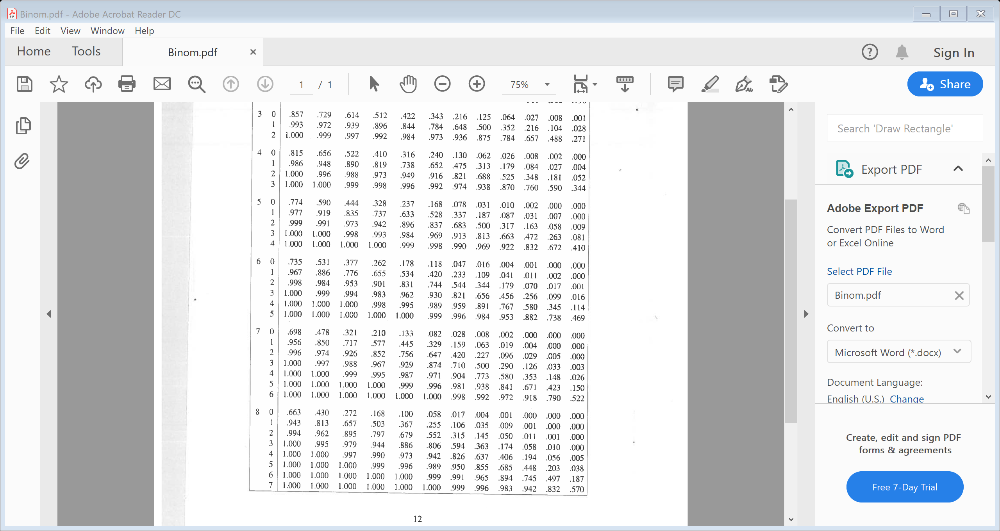 Binom.pdf - Adobe Acrobat Reader DC
File Edit View Window Help
Home Tools Binom.pdf Sign In
1 / 1 75% Share
3 0 .857 .729 .614 .512 .422 .343 .216 .125 .064 .027 .008 .001
1 .993 .972 .939 .896 .844 .784 .648 .500 .352 .216 .104 .028
2 1.000 .999 .997 .992 .984 .973 .936 .875 .784 .657 .488 .271
4 0 .815 .656 .522 .410 .316 .240 .130 .062 .026 .008 .002 .000
1 .986 .948 .890 .819 .738 .652 .475 .313 .179 .084 .027 .004
2 1.000 .996 .988 .973 .949 .916 .821 .688 .525 .348 .181 .052
3 1.000 1.000 .999 .998 .996 .992 .974 .938 .870 .760 .590 .344
5 0 .774 .590 .444 .328 .237 .168 .078 .031 .010 .002 .000 .000
1 .977 .919 .835 .737 .633 .528 .337 .187 .087 .031 .007 .000
2 .999 .991 .973 .942 .896 .837 .683 .500 .317 .163 .058 .009
3 1.000 1.000 .998 .993 .984 .969 .913 .813 .663 .472 .263 .081
4 1.000 1.000 1.000 1.000 .999 .998 .990 .969 .922 .832 .672 .410
6 0 .735 .531 .377 .262 .178 .118 .047 .016 .004 .001 .000 .000
1 .967 .886 .776 .655 .534 .420 .233 .109 .041 .011 .002 .000
2 .998 .984 .953 .901 .831 .744 .544 .344 .179 .070 .017 .001
3 1.000 .999 .994 .983 .962 .930 .821 .656 .456 .256 .099 .016
4 1.000 1.000 1.000 .998 .995 .989 .959 .891 .767 .580 .345 .114
5 1.000 1.000 1.000 1.000 1.000 .999 .996 .984 .953 .882 .738 .469
7 0 .698 .478 .321 .210 .133 .082 .028 .008 .002 .000 .000 .000
1 .956 .850 .717 .577 .445 .329 .159 .063 .019 .004 .000 .000
2 .996 .974 .926 .852 .756 .647 .420 .227 .096 .029 .005 .000
3 1.000 .997 .988 .967 .929 .874 .710 .500 .290 .126 .033 .003
4 1.000 1.000 .999 .995 .987 .971 .904 .773 .580 .353 .148 .026
5 1.000 1.000 1.000 1.000 .999 .996 .981 .938 .841 .671 .423 .150
6 1.000 1.000 1.000 1.000 1.000 1.000 .998 .992 .972 .918 .790 .522
8 0 .663 .430 .272 .168 .100 .058 .017 .004 .001 .000 .000 .000
1 .943 .813 .657 .503 .367 .255 .106 .035 .009 .001 .000 .000
2 .994 .962 .895 .797 .679 .552 .315 .145 .050 .011 .001 .000
3 1.000 .995 .979 .944 .886 .806 .594 .363 .174 .058 .010 .000
4 1.000 1.000 .997 .990 .973 .942 .826 .637 .406 .194 .056 .005
5 1.000 1.000 1.000 .999 .996 .989 .950 .855 .685 .448 .203 .038
6 1.000 1.000 1.000 1.000 1.000 .999 .991 .965 .894 .745 .497 .187
7 1.000 1.000 1.000 1.000 1.000 1.000 .999 .996 .983 .942 .832 .570
12
Search 'Draw Rectangle'
Export PDF
Adobe Export PDF
Convert PDF Files to Word
or Excel Online
Select PDF File
Binom.pdf
Convert to
Microsoft Word (*.docx)
Document Language:
English (U.S.) Change
Create, edit and sign PDF
forms & agreements
Free 7-Day Trial